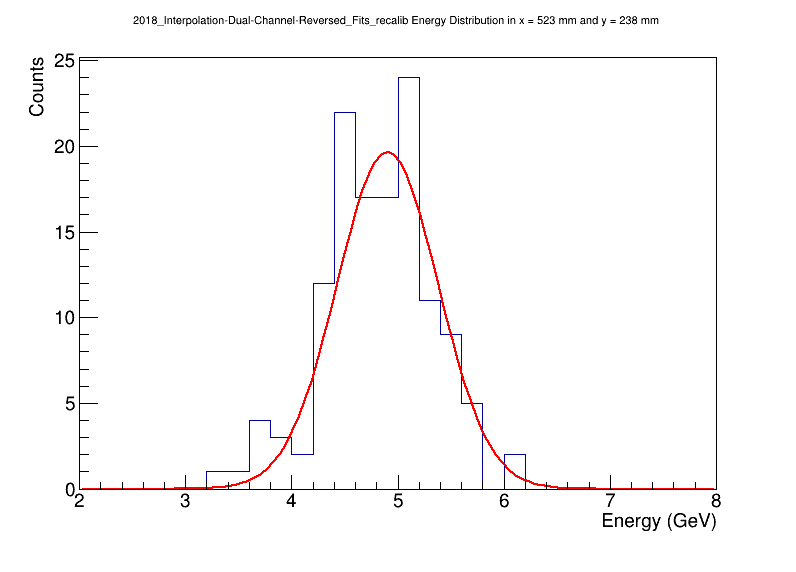 2018_Interpolation-Dual-Channel-Reversed_Fits_recalib Energy Distribution in x = 523 mm and y = 238 mm
Counts
25
20
15
10
5
0
2 3 4 5 6 7 8
Energy (GeV)